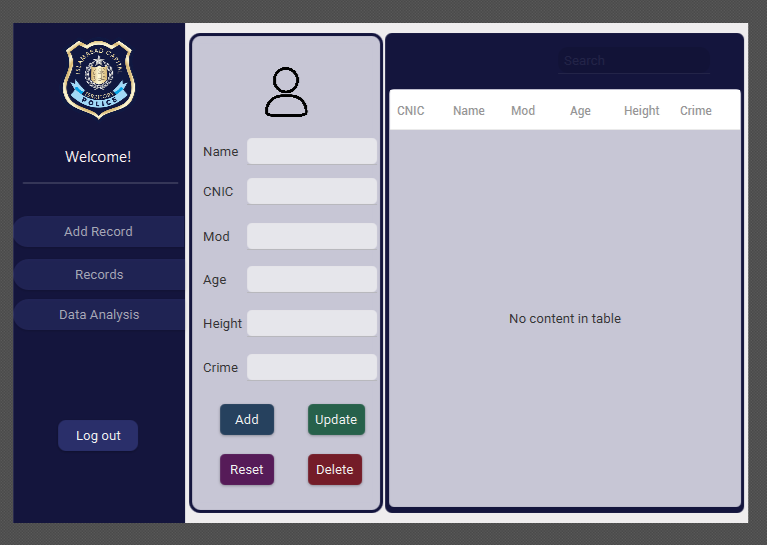 ISLAMABAD CAPITAL
TERRITORY
POLICE
Welcome!
Add Record
Records
Data Analysis
Log out
Name
CNIC
Mod
Age
Height
Crime
Add Update
Reset Delete
Search
CNIC Name Mod Age Height Crime
No content in table